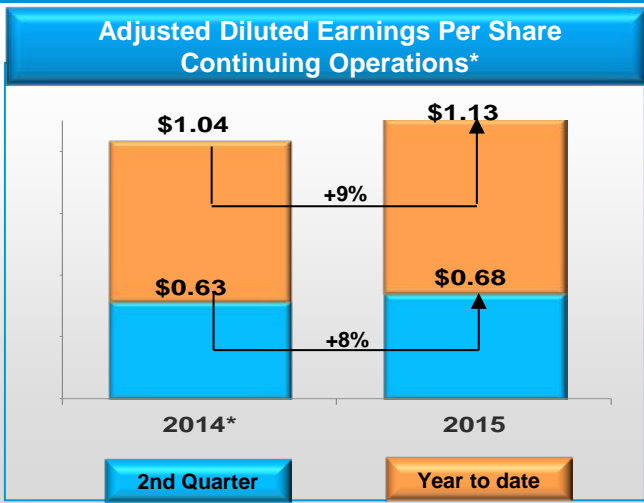 Adjusted Diluted Earnings Per Share
Continuing Operations*
$1.04
$1.13
+9%
$0.63
$0.68
+8%
2014*
2015
2nd Quarter
Year to date